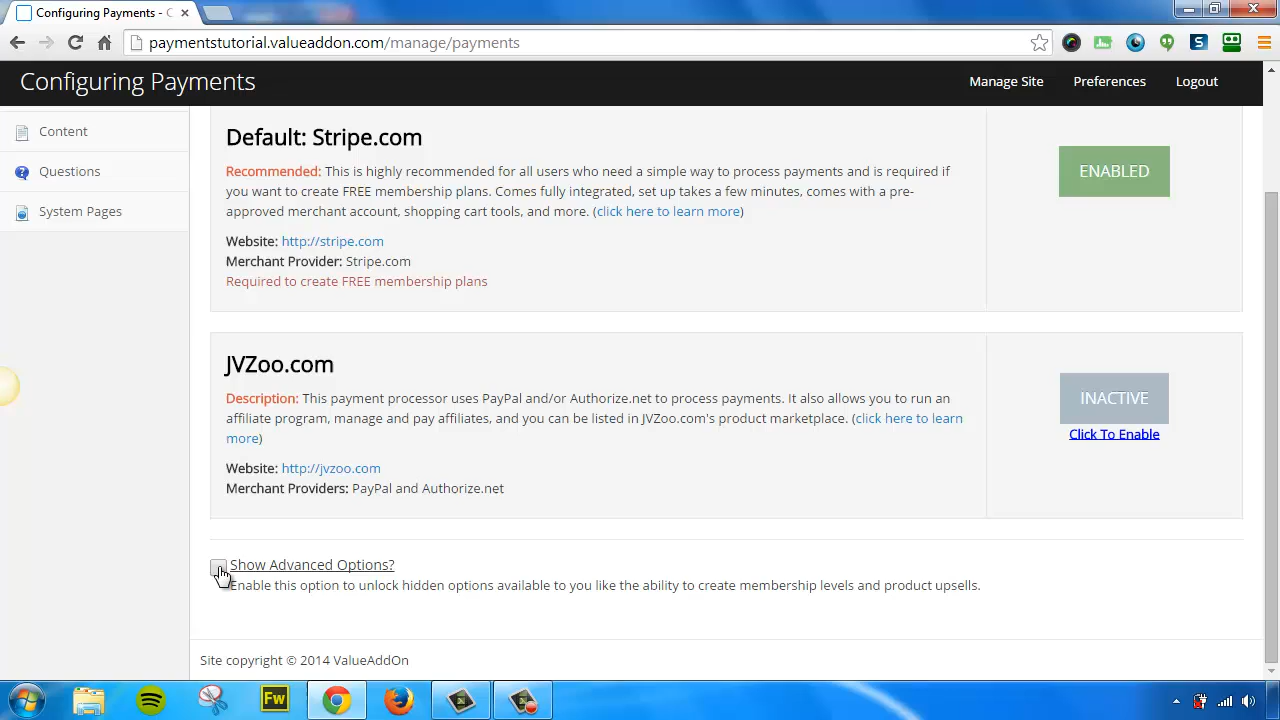 Configuring Payments - C
paymentstutorial.valueaddon.com/manage/payments
Configuring Payments
Manage Site
Preferences
Logout
Content
Questions
System Pages
Default: Stripe.com
Recommended: This is highly recommended for all users who need a simple way to process payments and is required if
you want to create FREE membership plans. Comes fully integrated, set up takes a few minutes, comes with a pre-
approved merchant account, shopping cart tools, and more. (click here to learn more)
Website: http://stripe.com
Merchant Provider: Stripe.com
Required to create FREE membership plans
ENABLED
JVZoo.com
Description: This payment processor uses PayPal and/or Authorize.net to process payments. It also allows you to run an
affiliate program, manage and pay affiliates, and you can be listed in JVZoo.com's product marketplace. (click here to learn
more)
Website: http://jvzoo.com
Merchant Providers: PayPal and Authorize.net
INACTIVE
Click To Enable
Show Advanced Options?
Enable this option to unlock hidden options available to you like the ability to create membership levels and product upsells.
Site copyright © 2014 ValueAddOn
Fw